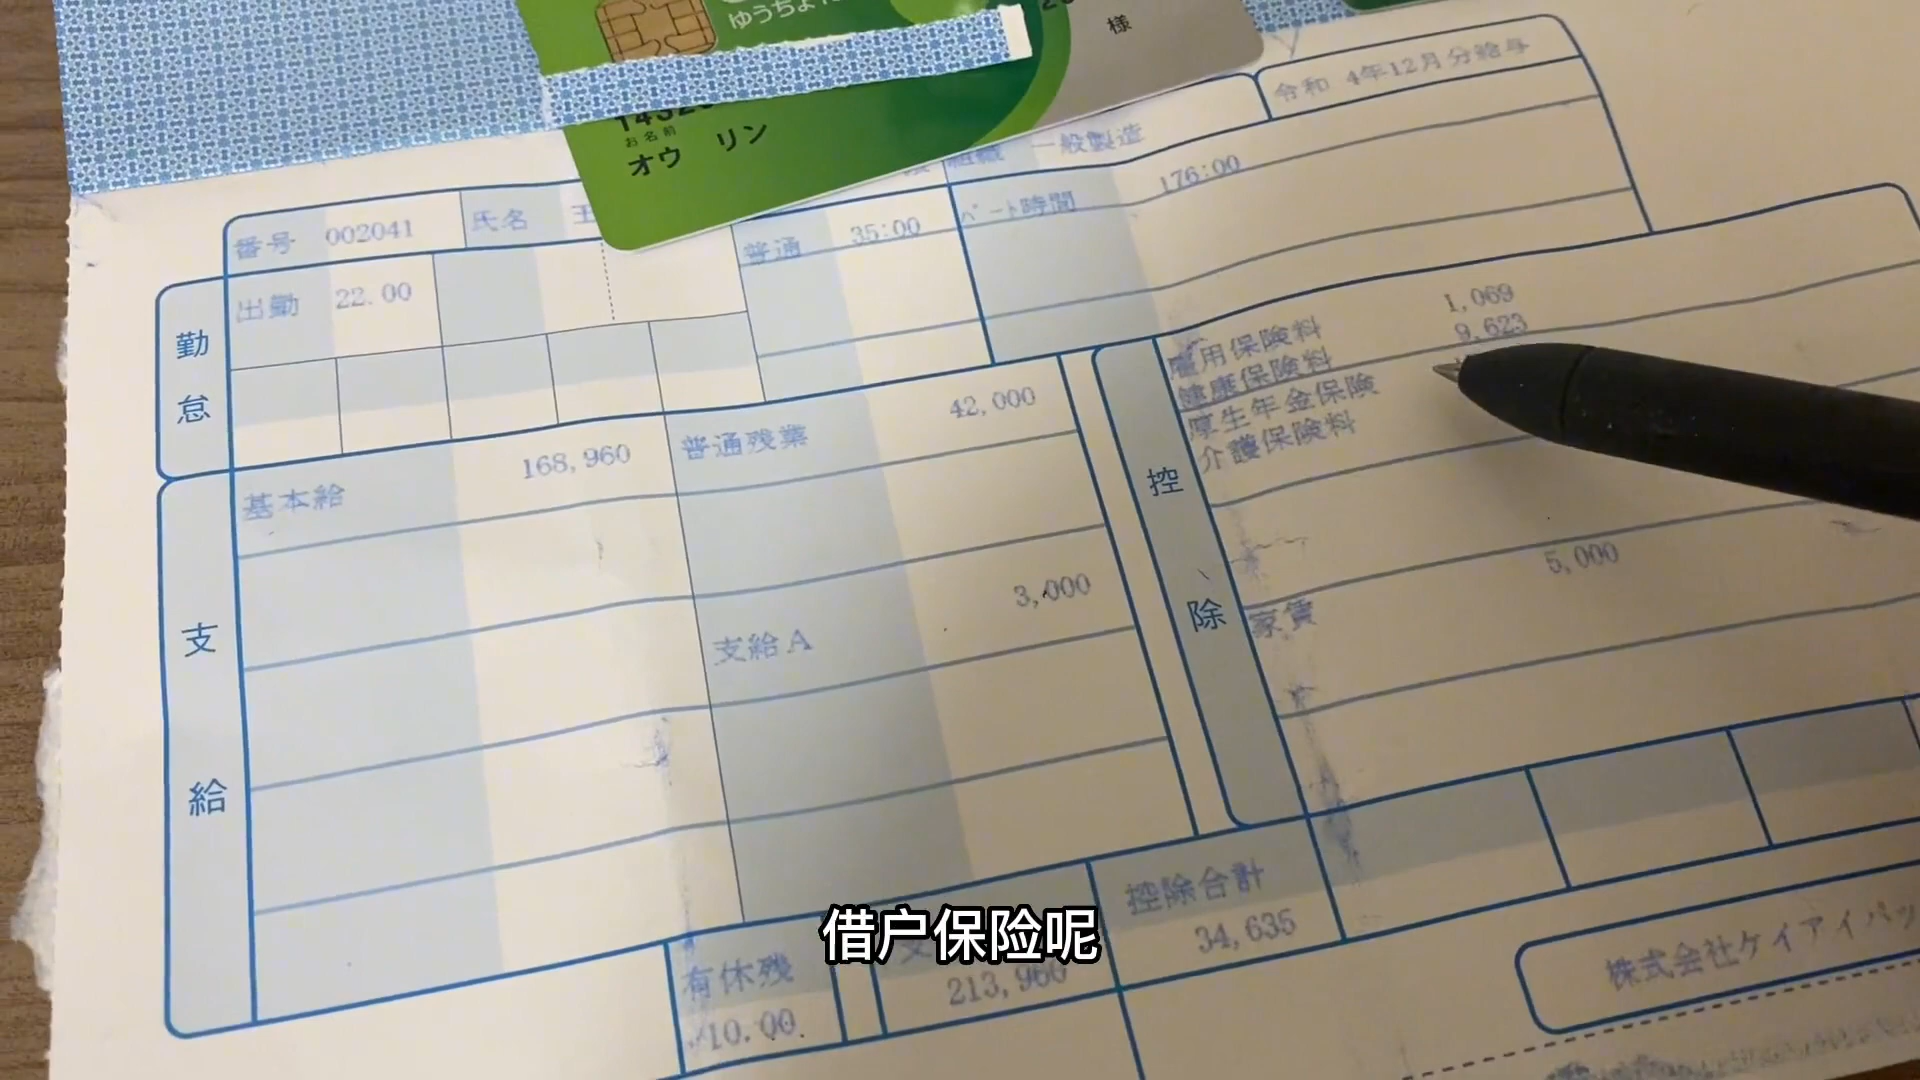 ゆうちょ
様
令和 4年12月分給与
お名前
オウ リン
一般製造
番号 002041 氏名 王
普通 35:00
パート時間 176:00
勤怠
出勤 22.00
支給
基本給 168,960
普通残業 42,000
支給A 3,000
控除
雇用保険料 1,069
健康保険料 9,623
厚生年金保険
介護保険料
家賃 5,000
有休残
10.00
213,960
控除合計
34,635
株式会社ケイアイパッ
借户保险呢